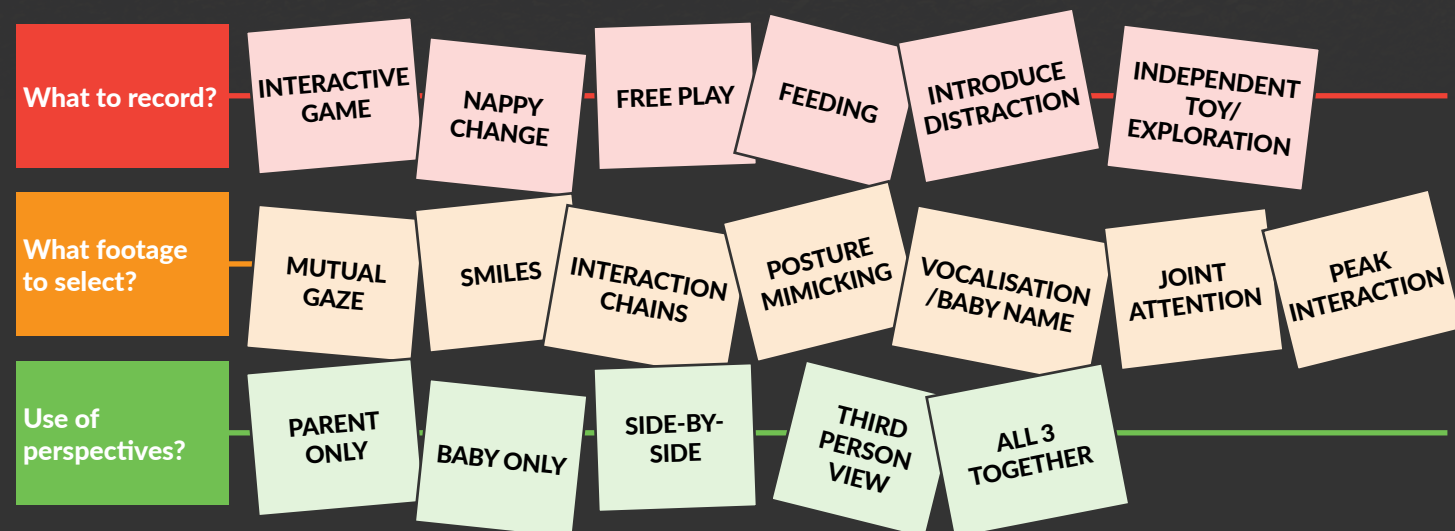 What to record?
INTERACTIVE
GAME
NAPPY
CHANGE
FREE PLAY
FEEDING
INTRODUCE
DISTRACTION
INDEPENDENT
TOY/
EXPLORATION
What footage
to select?
MUTUAL
GAZE
SMILES
INTERACTION
CHAINS
POSTURE
MIMICKING
VOCALISATION
/BABY NAME
JOINT
ATTENTION
PEAK
INTERACTION
Use of
perspectives?
PARENT
ONLY
BABY ONLY
SIDE-BY-
SIDE
THIRD
PERSON
VIEW
ALL 3
TOGETHER